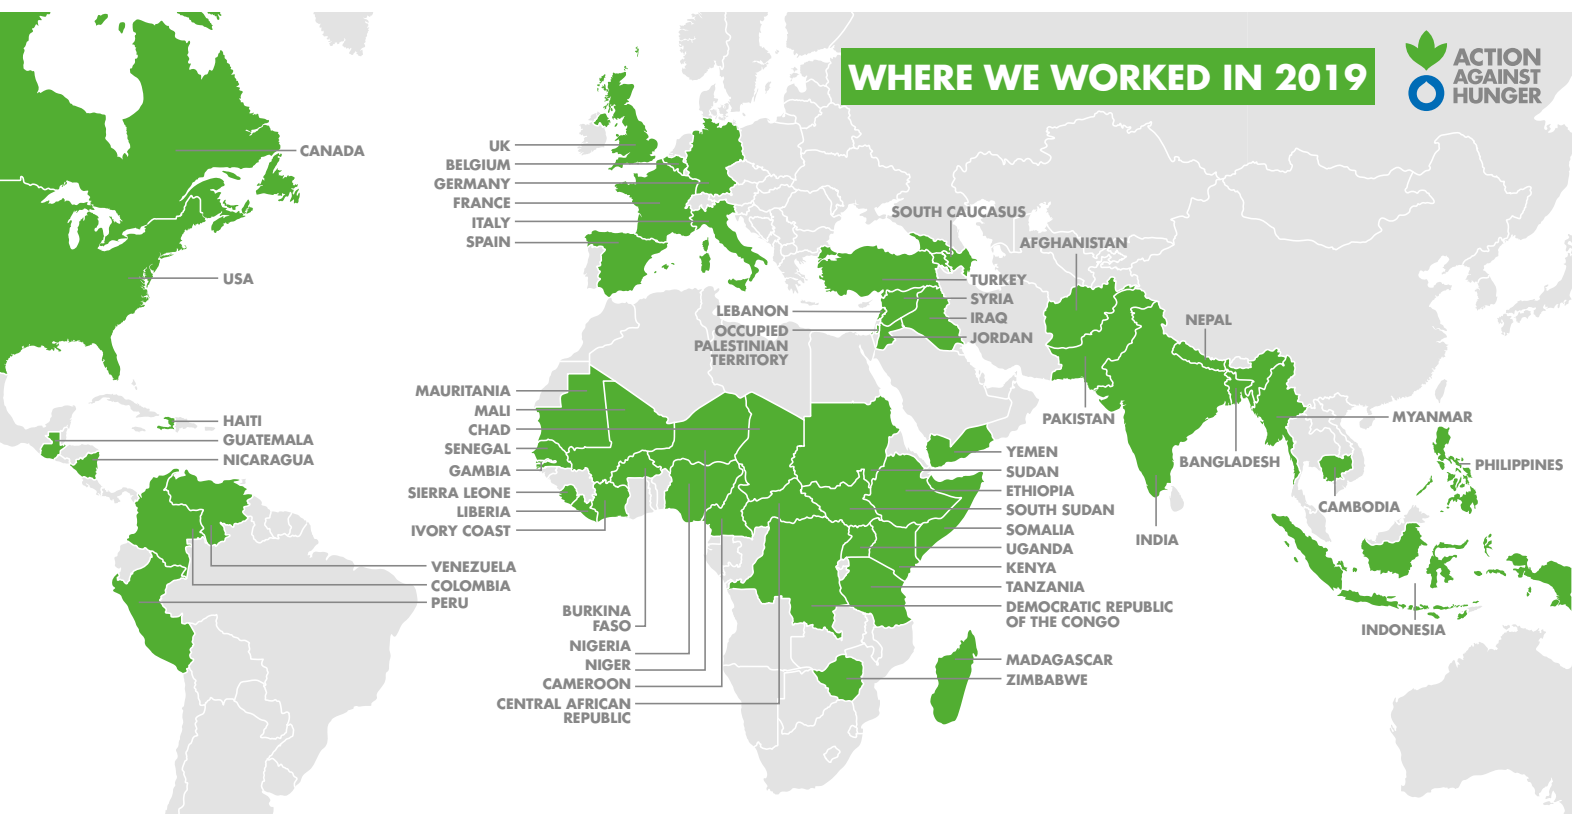 WHERE WE WORKED IN 2019
ACTION
AGAINST
HUNGER
CANADA
USA
HAITI
GUATEMALA
NICARAGUA
VENEZUELA
COLOMBIA
PERU
UK
BELGIUM
GERMANY
FRANCE
ITALY
SPAIN
MAURITANIA
MALI
CHAD
SENEGAL
GAMBIA
SIERRA LEONE
LIBERIA
IVORY COAST
BURKINA
FASO
NIGERIA
NIGER
CAMEROON
CENTRAL AFRICAN
REPUBLIC
LEBANON
OCCUPIED
PALESTINIAN
TERRITORY
SOUTH CAUCASUS
AFGHANISTAN
TURKEY
SYRIA
IRAQ
JORDAN
YEMEN
SUDAN
ETHIOPIA
SOUTH SUDAN
SOMALIA
UGANDA
KENYA
TANZANIA
DEMOCRATIC REPUBLIC
OF THE CONGO
MADAGASCAR
ZIMBABWE
NEPAL
PAKISTAN
BANGLADESH
INDIA
MYANMAR
PHILIPPINES
CAMBODIA
INDONESIA